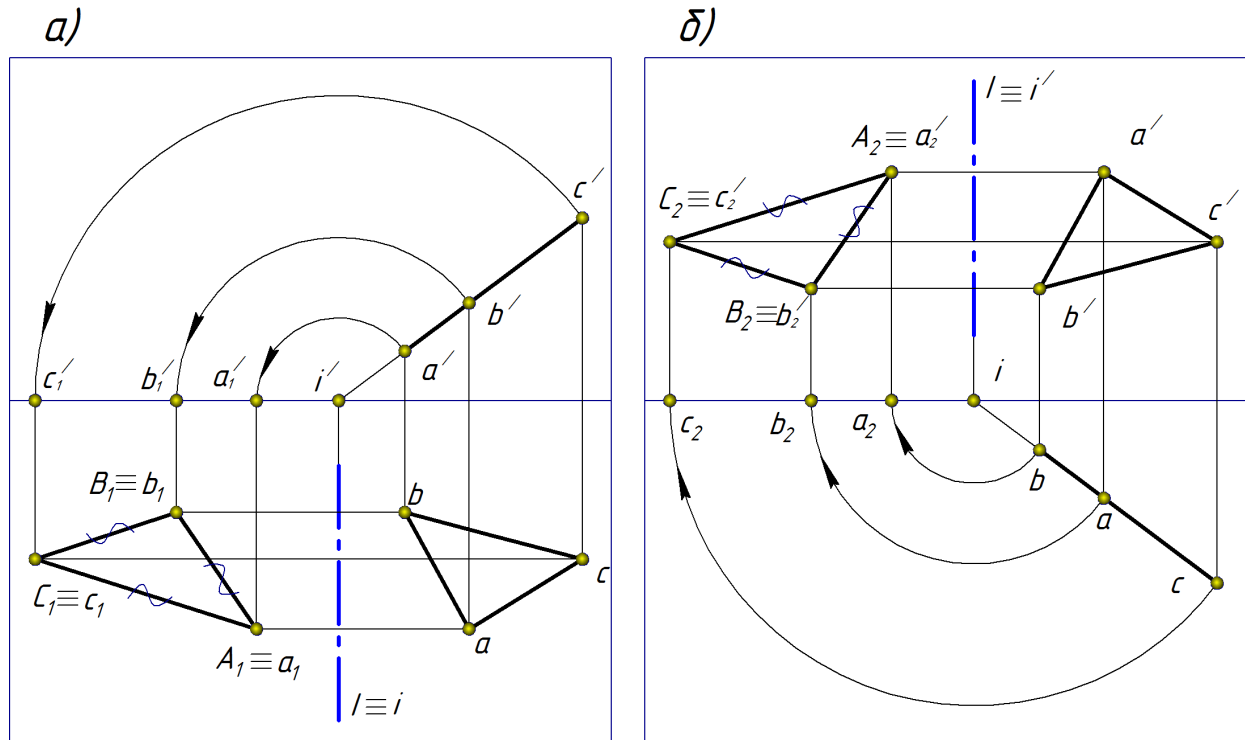 а)
c′
b′
a′
c₁′
b₁′
a₁′
i′
B₁≡b₁
b
C₁≡c₁
c
A₁≡a₁
a
I≡i
б)
I≡i′
A₂≡a₂′
a′
C₂≡c₂′
c′
B₂≡b₂′
b′
i
c₂
b₂
a₂
b
a
c